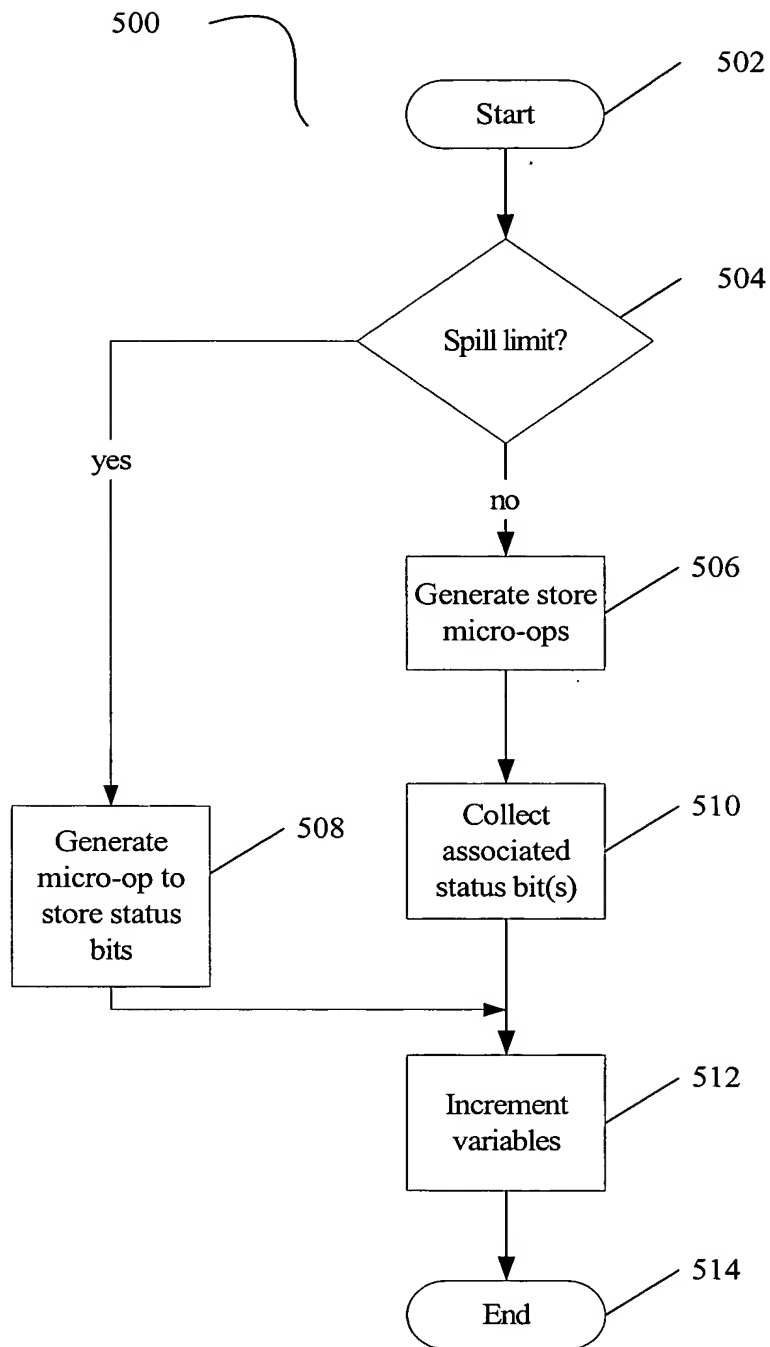 500
502
Start
504
Spill limit?
yes
no
506
Generate store
micro-ops
510
Collect
associated
status bit(s)
508
Generate
micro-op to
store status
bits
512
Increment
variables
514
End